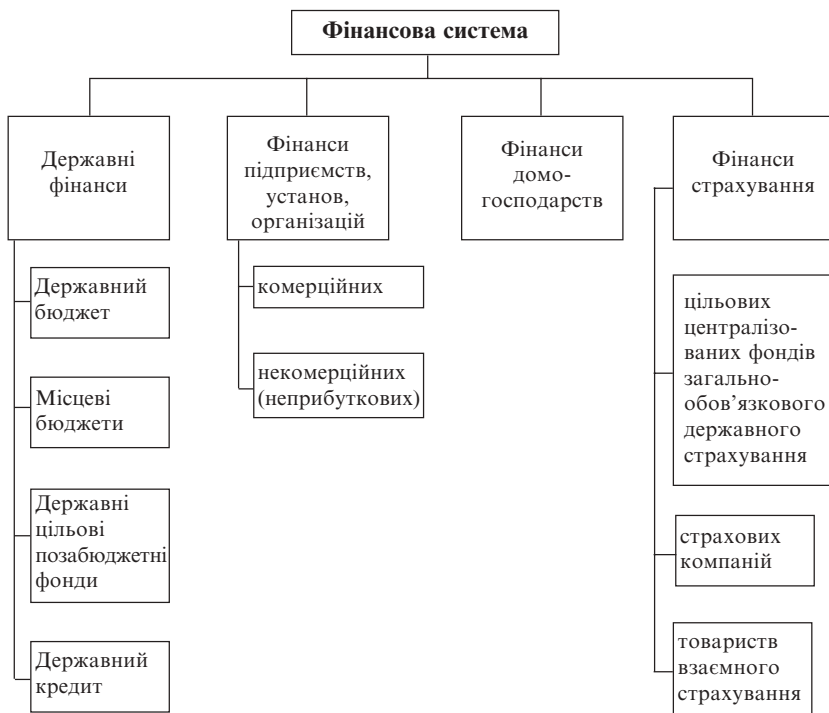 Фінансова система
Державні
фінанси
Фінанси
підприємств,
установ,
організацій
Фінанси
домо-
господарств
Фінанси
страхування
Державний
бюджет
Місцеві
бюджети
Державні
цільові
позабюджетні
фонди
Державний
кредит
комерційних
некомерційних
(неприбуткових)
цільових
централізо-
ваних фондів
загально-
обов’язкового
державного
страхування
страхових
компаній
товариств
взаємного
страхування